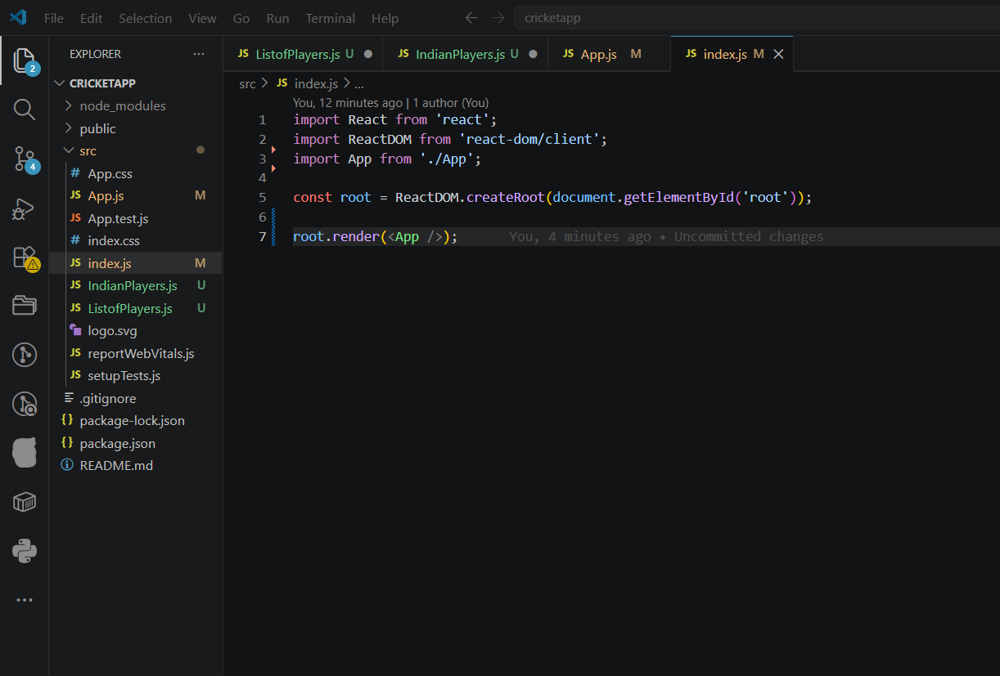 File Edit Selection View Go Run Terminal Help cricketapp
EXPLORER
2
4
CRICKETAPP
node_modules
public
src
# App.css
JS App.js M
JS App.test.js
# index.css
JS index.js M
JS IndianPlayers.js U
JS ListofPlayers.js U
logo.svg
JS reportWebVitals.js
JS setupTests.js
.gitignore
{} package-lock.json
{} package.json
README.md
JS ListofPlayers.js U JS IndianPlayers.js U JS App.js M JS index.js M
src > JS index.js > ...
You, 12 minutes ago | 1 author (You)
1 import React from 'react';
2 import ReactDOM from 'react-dom/client';
3 import App from './App';
4
5 const root = ReactDOM.createRoot(document.getElementById('root'));
6
7 root.render(<App />); You, 4 minutes ago • Uncommitted changes